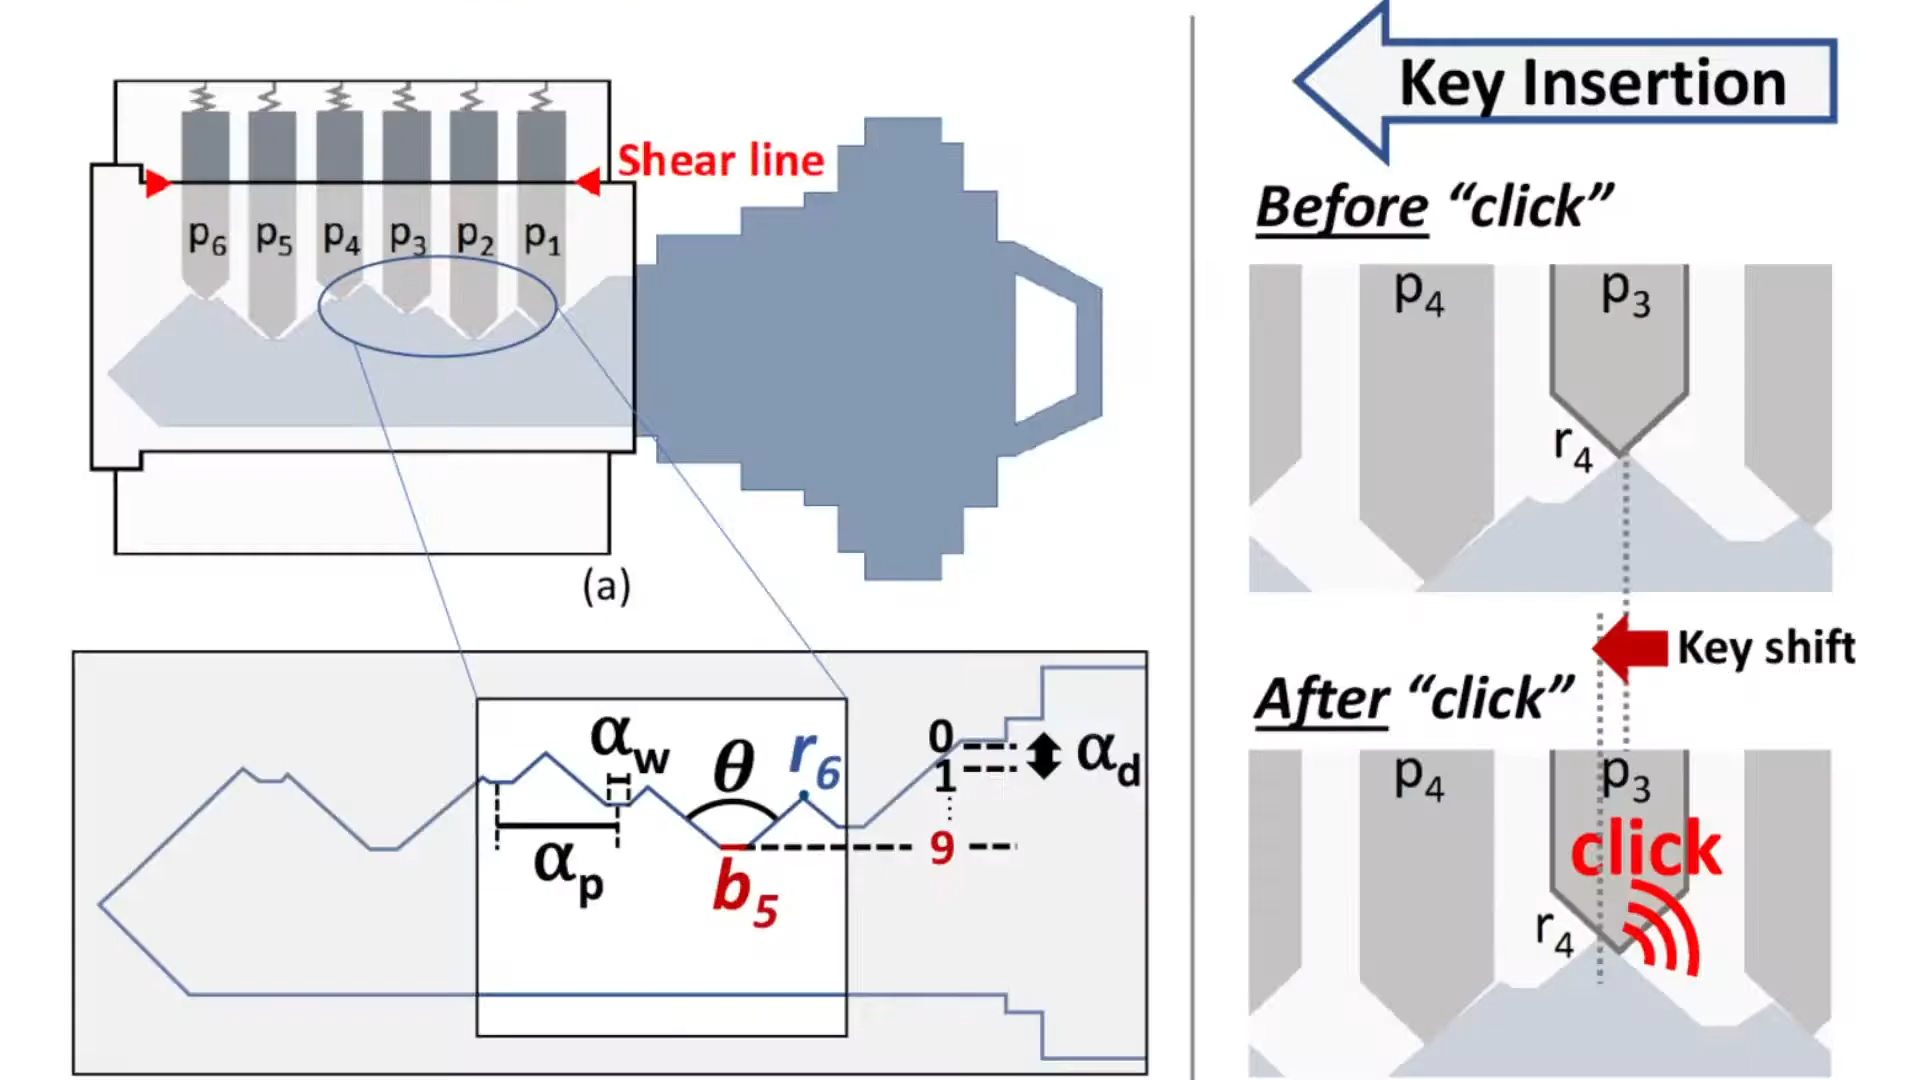 Shear line
p6 p5 p4 p3 p2 p1
(a)
αw
θ
r6
0
1
9
αd
αp
b5
Key Insertion
Before “click”
p4
p3
r4
Key shift
After “click”
p4
p3
click
r4